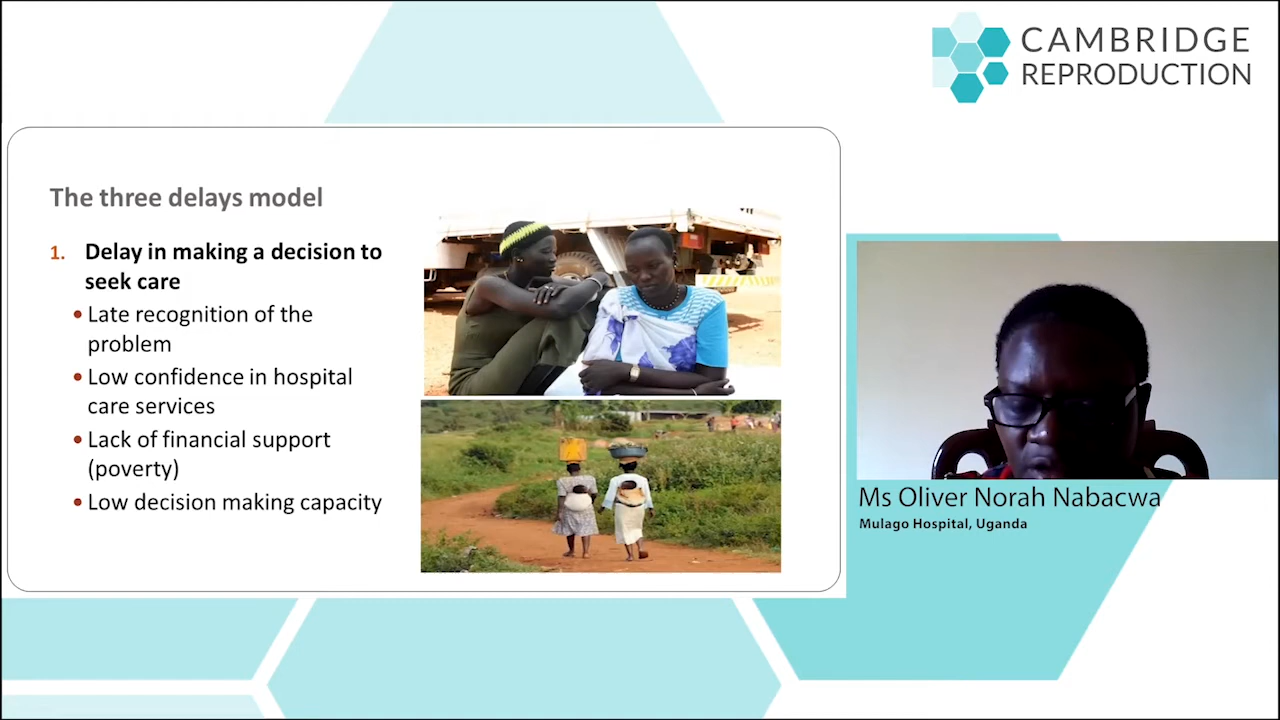 CAMBRIDGE
REPRODUCTION
The three delays model
1. Delay in making a decision to
seek care
• Late recognition of the
problem
• Low confidence in hospital
care services
• Lack of financial support
(poverty)
• Low decision making capacity
Ms Oliver Norah Nabacwa
Mulago Hospital, Uganda